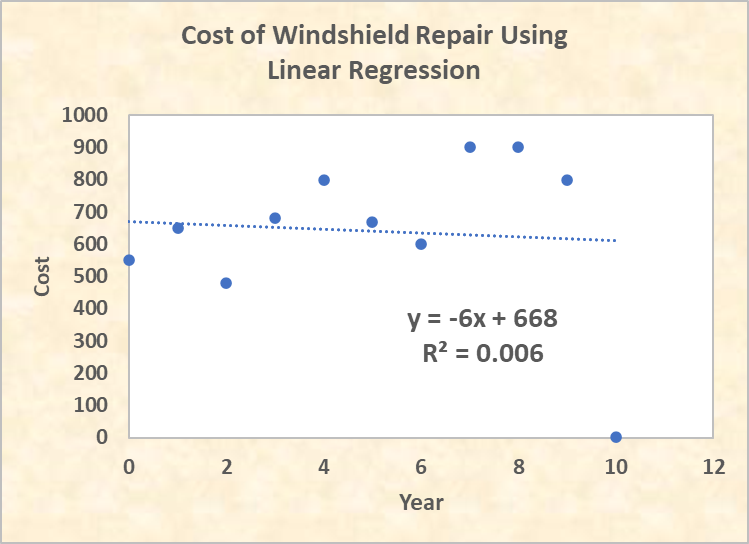 Cost of Windshield Repair Using
Linear Regression
1000
900
800
700
600
500
400
300
200
100
0
Cost
y = -6x + 668
R² = 0.006
0 2 4 6 8 10 12
Year